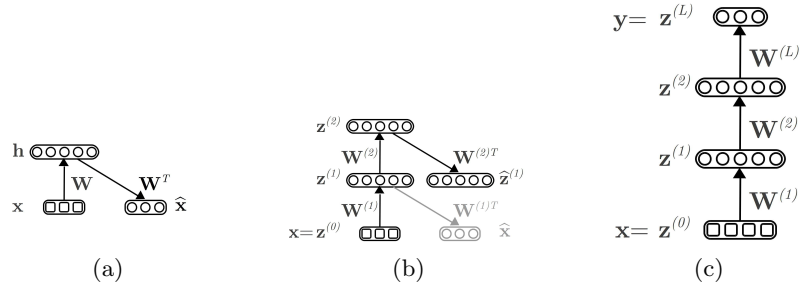 h
W
W^T
x
x̂
(a)
z^(2)
W^(2)
W^(2)T
z^(1)
ẑ^(1)
W^(1)
W^(1)T
x= z^(0)
x̂
(b)
y= z^(L)
W^(L)
z^(2)
W^(2)
z^(1)
W^(1)
x= z^(0)
(c)